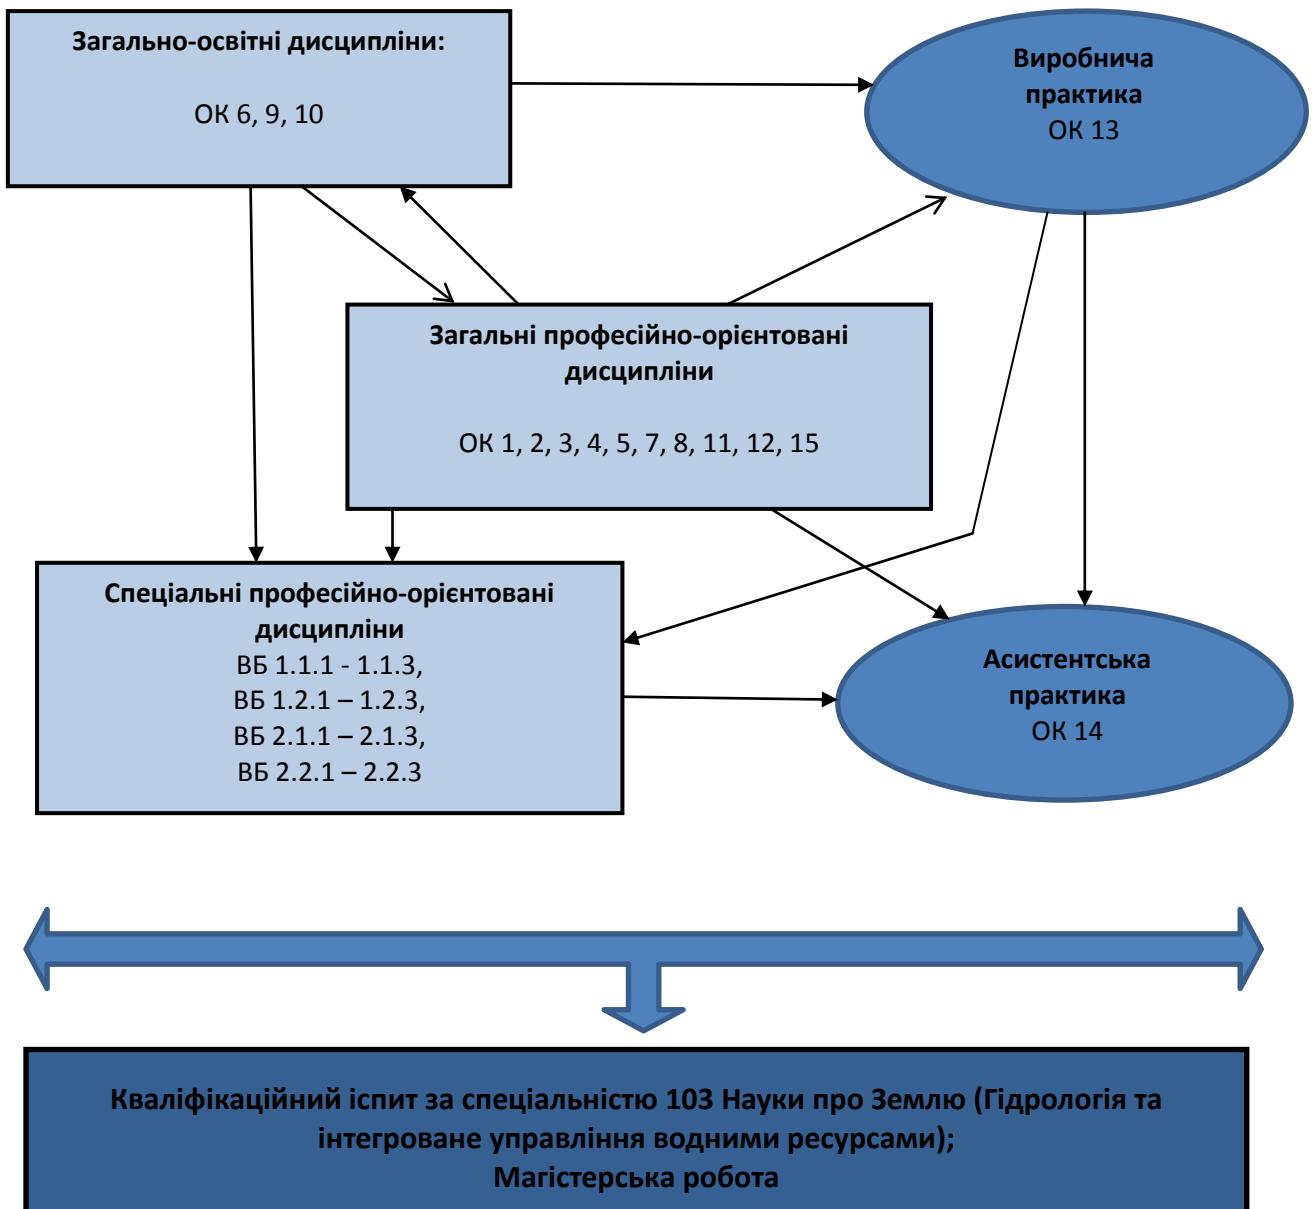 Загально-освітні дисципліни:
ОК 6, 9, 10
Виробнича
практика
ОК 13
Загальні професійно-орієнтовані
дисципліни
ОК 1, 2, 3, 4, 5, 7, 8, 11, 12, 15
Спеціальні професійно-орієнтовані
дисципліни
ВБ 1.1.1 - 1.1.3,
ВБ 1.2.1 – 1.2.3,
ВБ 2.1.1 – 2.1.3,
ВБ 2.2.1 – 2.2.3
Асистентська
практика
ОК 14
Кваліфікаційний іспит за спеціальністю 103 Науки про Землю (Гідрологія та
інтегроване управління водними ресурсами);
Магістерська робота